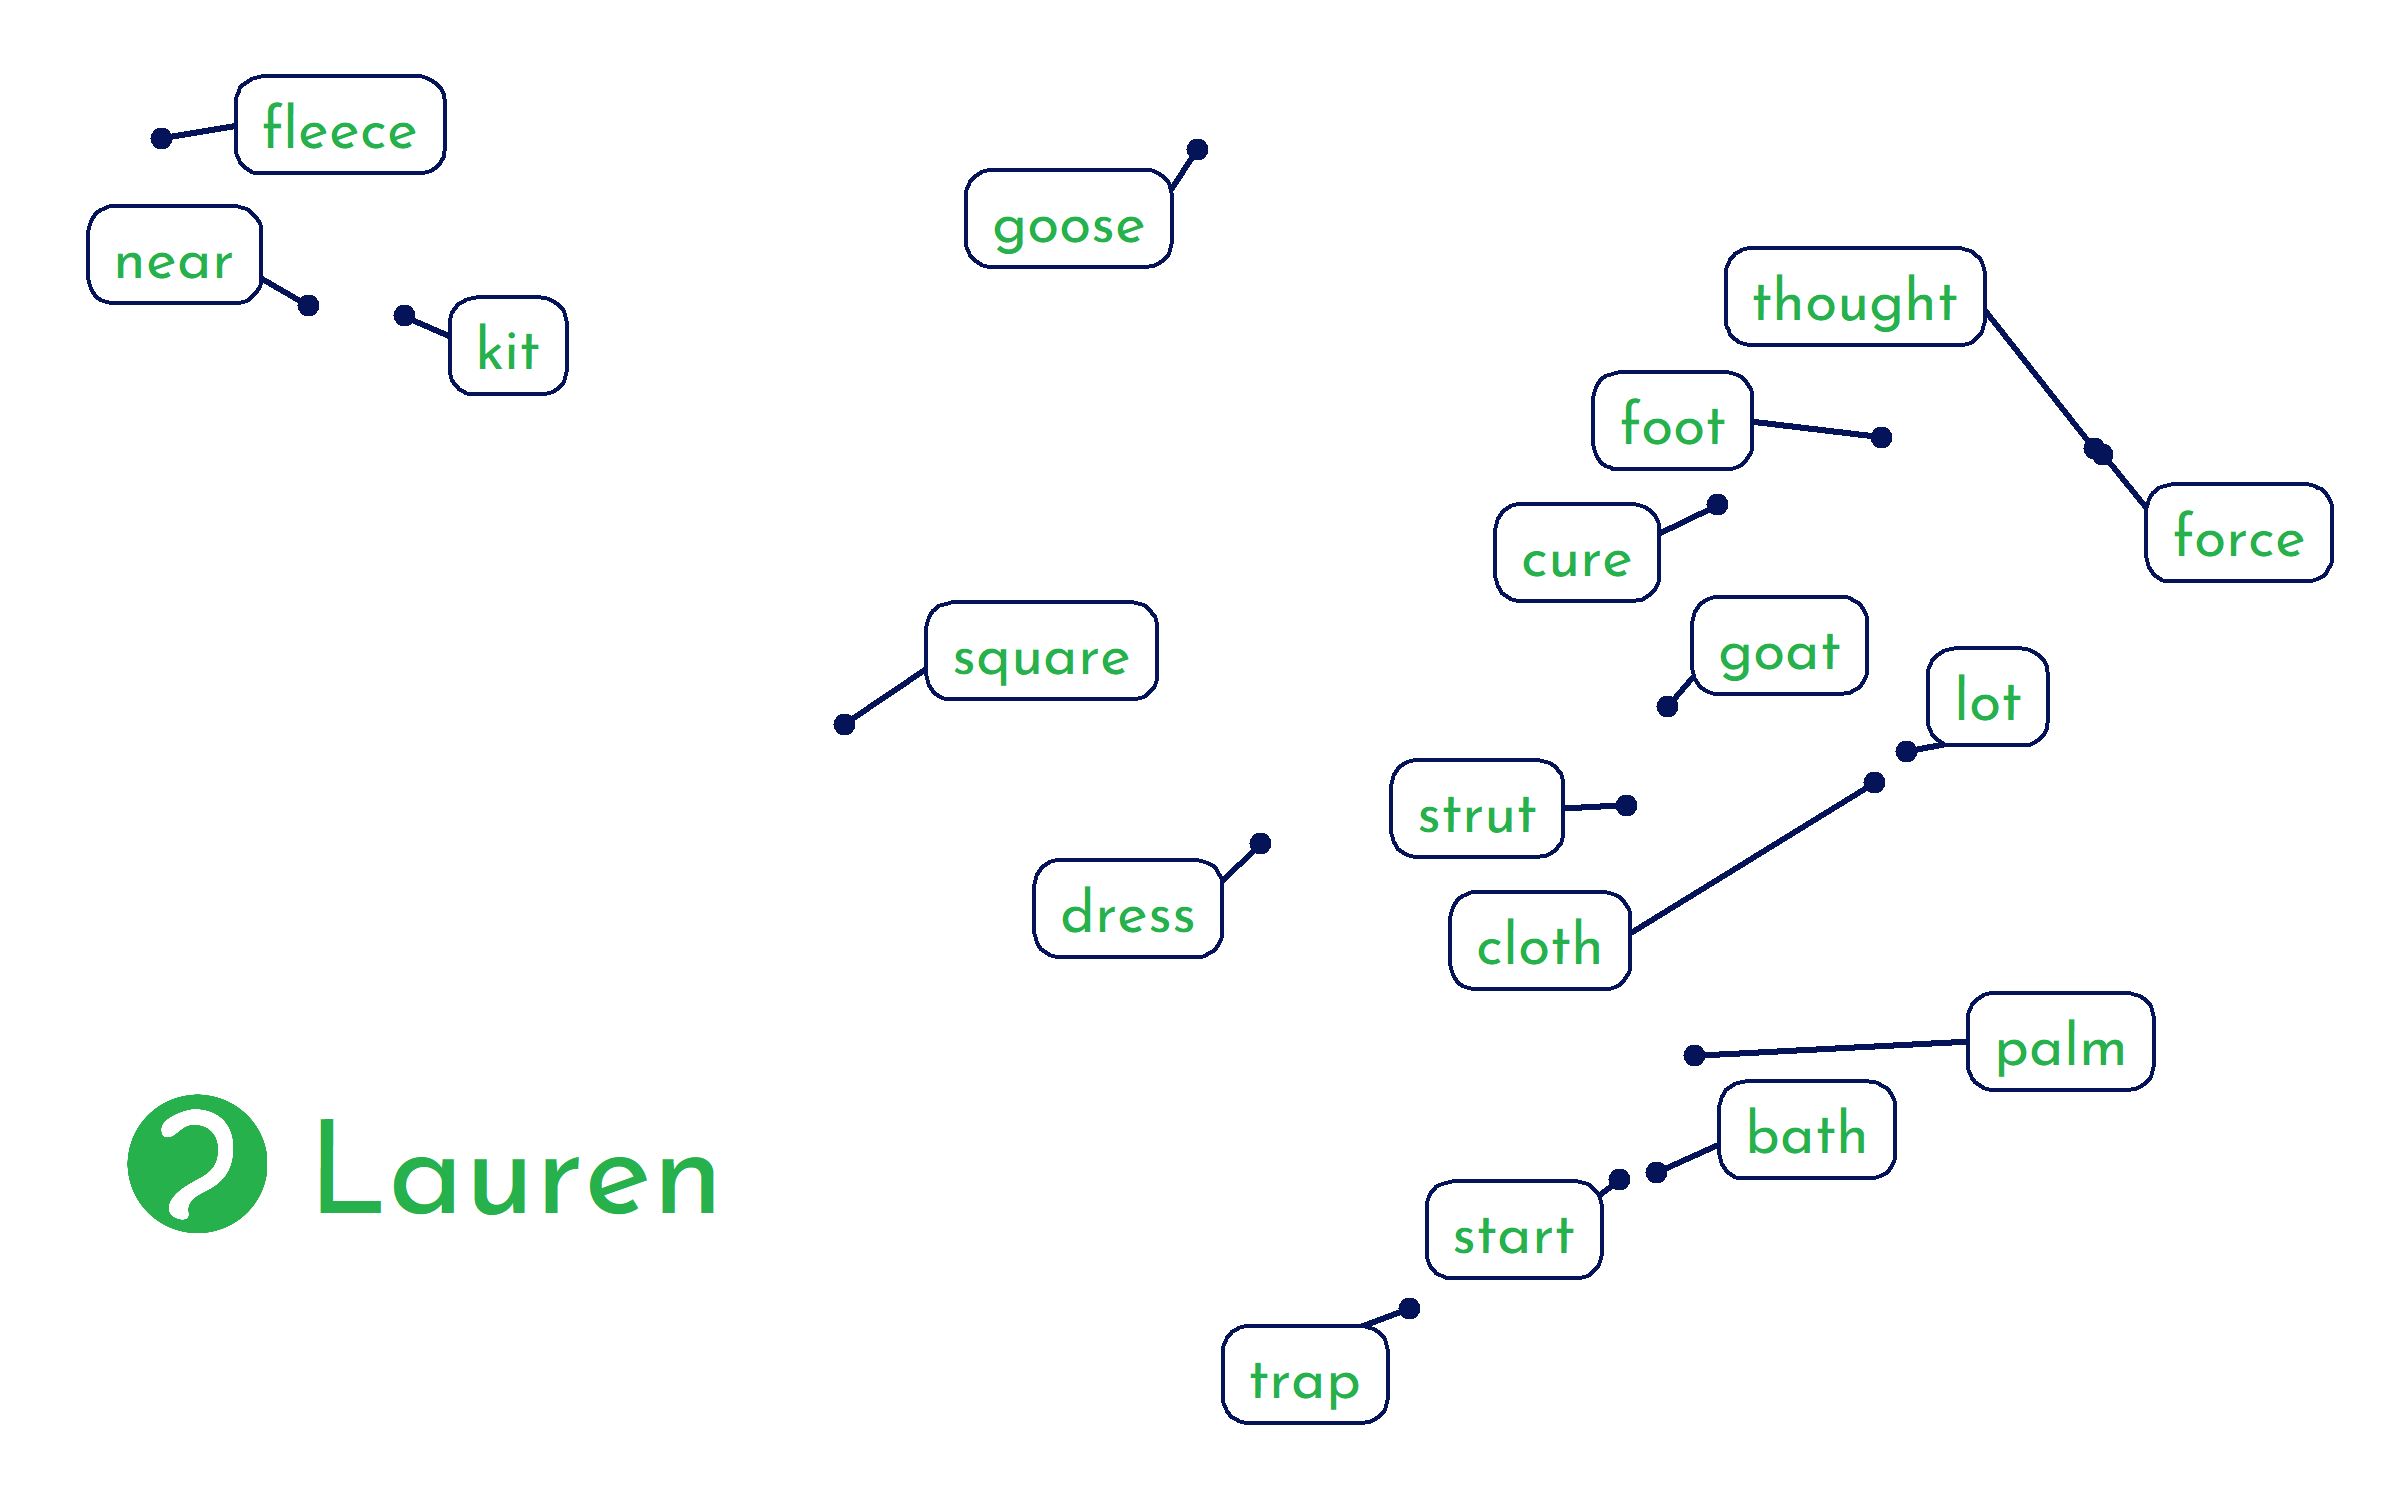 fleece
goose
near
thought
kit
foot
force
cure
square
goat
lot
strut
dress
cloth
palm
bath
Lauren
start
trap